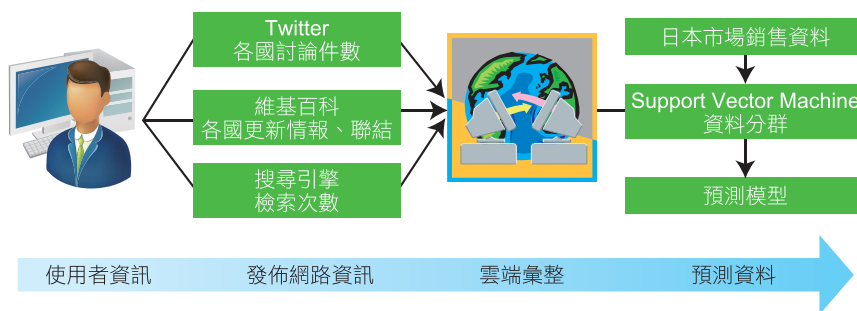 Twitter
各國討論件數
維基百科
各國更新情報、聯結
搜尋引擎
檢索次數
日本市場銷售資料
Support Vector Machine
資料分群
預測模型
使用者資訊
發佈網路資訊
雲端彙整
預測資料